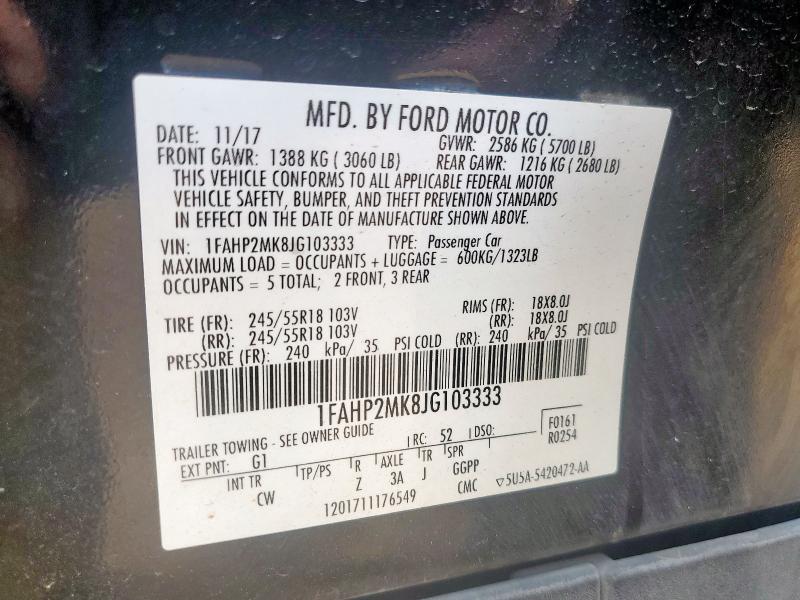 MFD. BY FORD MOTOR CO.
DATE: 11/17 GVWR: 2586 KG ( 5700 LB)
FRONT GAWR: 1388 KG ( 3060 LB) REAR GAWR: 1216 KG ( 2680 LB)
THIS VEHICLE CONFORMS TO ALL APPLICABLE FEDERAL MOTOR
VEHICLE SAFETY, BUMPER, AND THEFT PREVENTION STANDARDS
IN EFFECT ON THE DATE OF MANUFACTURE SHOWN ABOVE.
VIN: 1FAHP2MK8JG103333 TYPE: Passenger Car
MAXIMUM LOAD = OCCUPANTS + LUGGAGE = 600KG/1323LB
OCCUPANTS = 5 TOTAL; 2 FRONT, 3 REAR
TIRE (FR): 245/55R18 103V RIMS (FR): 18X8.0J
(RR): 245/55R18 103V (RR): 18X8.0J
PRESSURE (FR): 240 kPa/ 35 PSI COLD (RR): 240 kPa/ 35 PSI COLD
1FAHP2MK8JG103333
TRAILER TOWING - SEE OWNER GUIDE RC: 52 DSO: F0161
EXT PNT: G1 R0254
INT TR TP/PS R AXLE TR SPR
CW Z 3A J GGPP
1201711176549 CMC ▽5U5A-5420472-AA